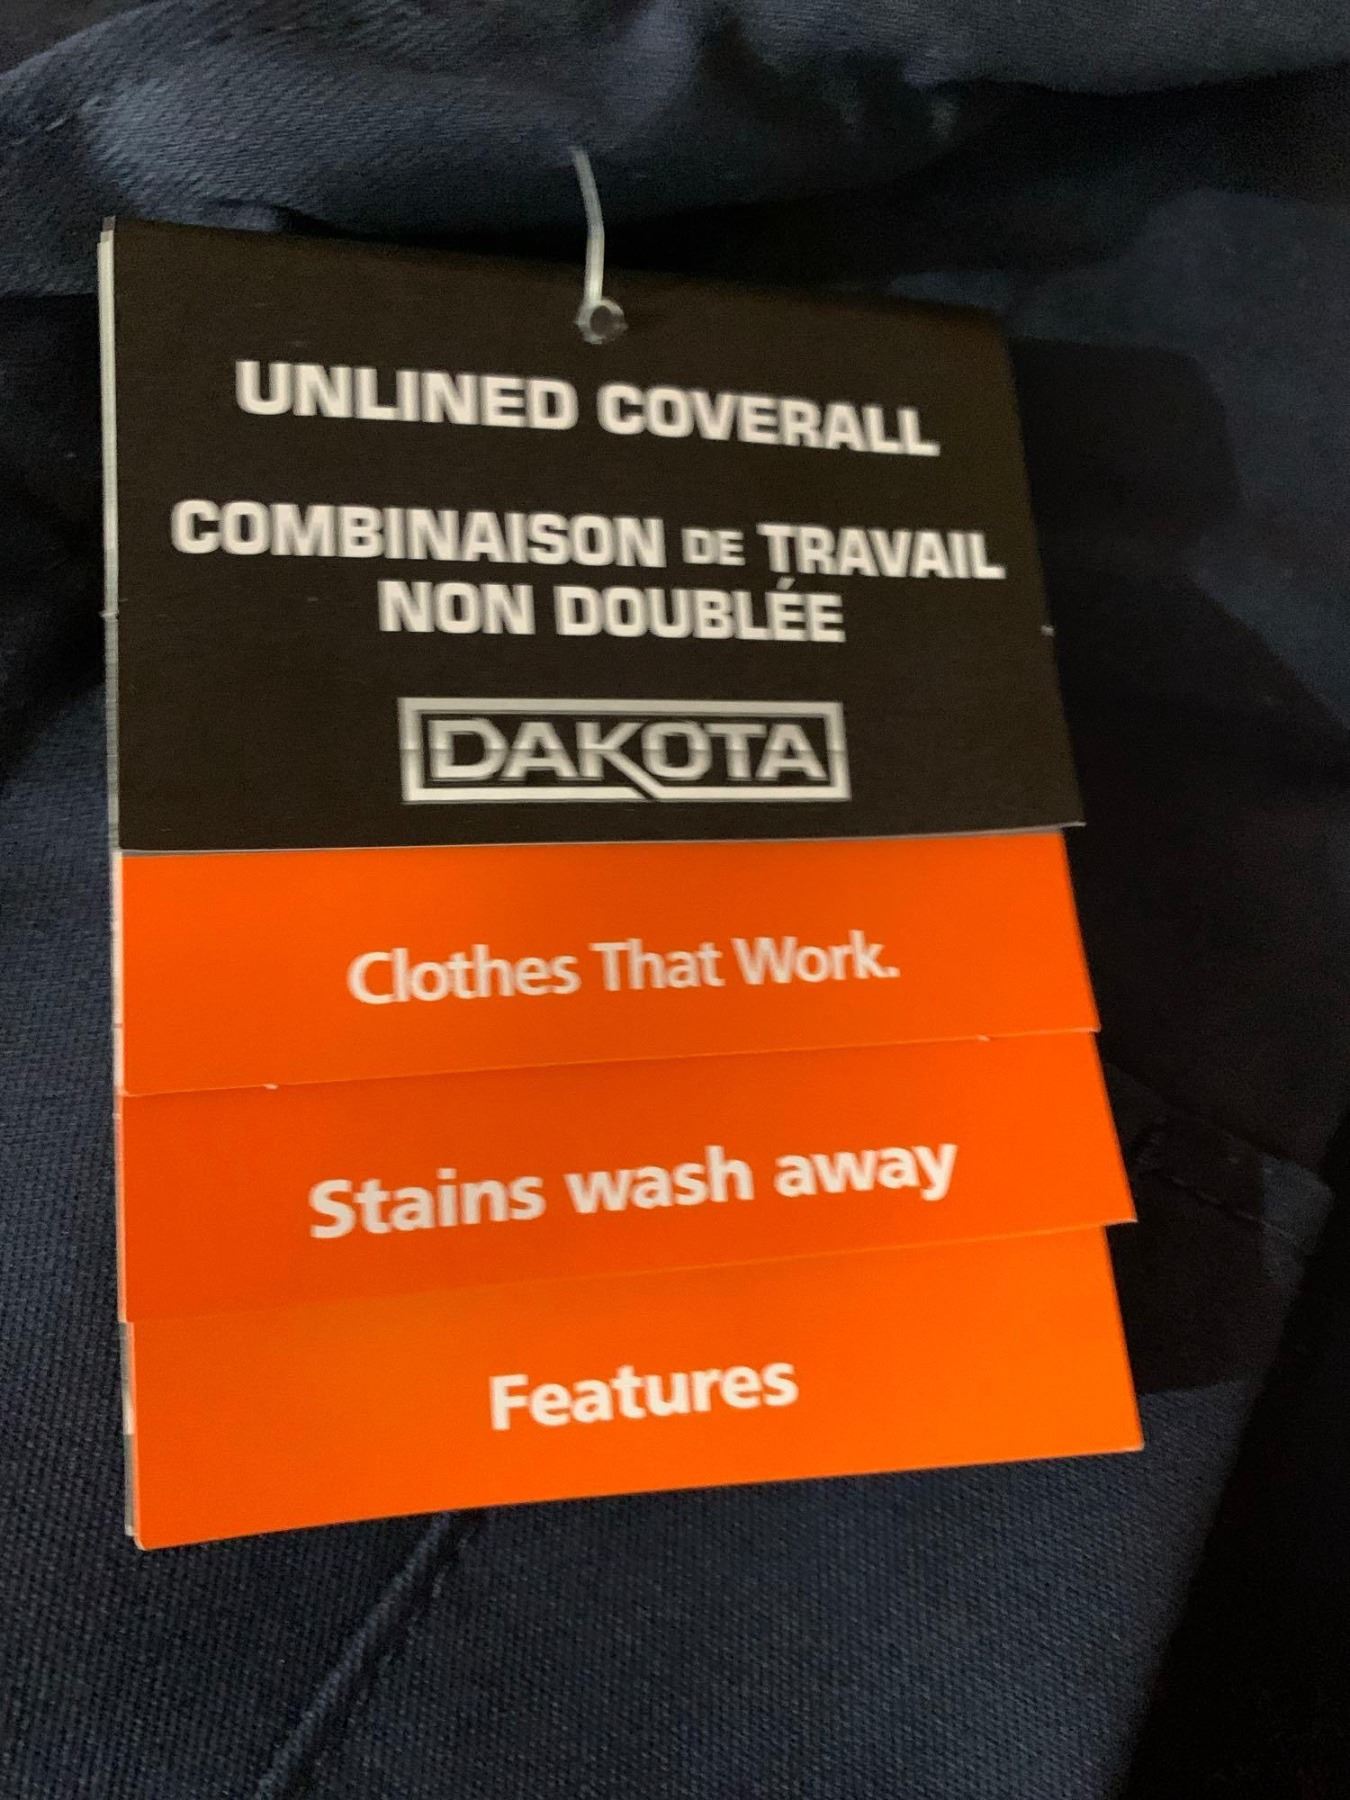 UNLINED COVERALL
COMBINAISON DE TRAVAIL
NON DOUBLÉE
DAKOTA
Clothes That Work.
Stains wash away
Features